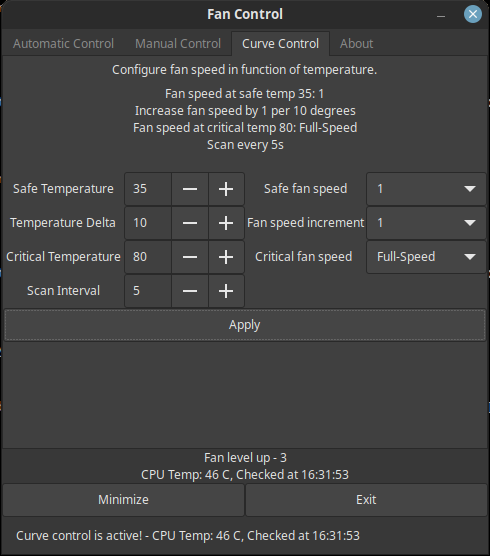 Fan Control
Automatic Control Manual Control Curve Control About
Configure fan speed in function of temperature.
Fan speed at safe temp 35: 1
Increase fan speed by 1 per 10 degrees
Fan speed at critical temp 80: Full-Speed
Scan every 5s
Safe Temperature 35 Safe fan speed 1
Temperature Delta 10 Fan speed increment 1
Critical Temperature 80 Critical fan speed Full-Speed
Scan Interval 5
Apply
Fan level up - 3
CPU Temp: 46 C, Checked at 16:31:53
Minimize Exit
Curve control is active! - CPU Temp: 46 C, Checked at 16:31:53